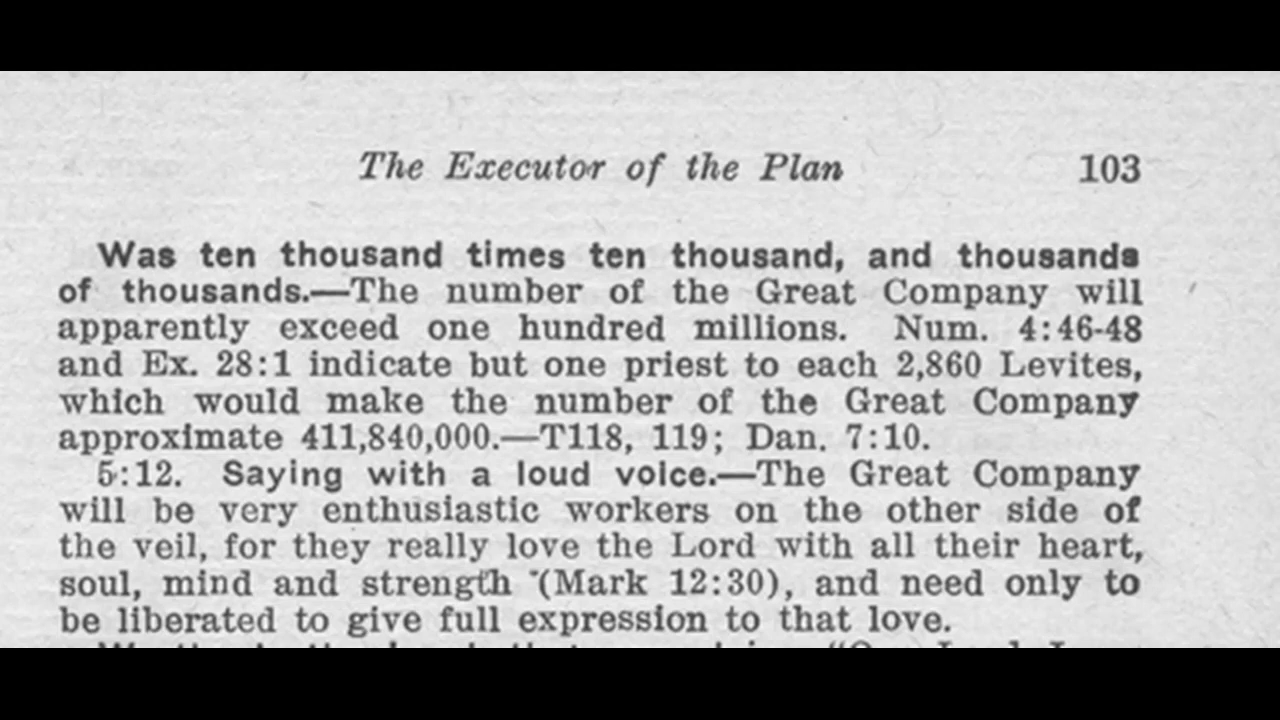 The Executor of the Plan 103
Was ten thousand times ten thousand, and thousands
of thousands.—The number of the Great Company will
apparently exceed one hundred millions. Num. 4:46-48
and Ex. 28:1 indicate but one priest to each 2,860 Levites,
which would make the number of the Great Company
approximate 411,840,000.—T118, 119; Dan. 7:10.
5:12. Saying with a loud voice.—The Great Company
will be very enthusiastic workers on the other side of
the veil, for they really love the Lord with all their heart,
soul, mind and strength (Mark 12:30), and need only to
be liberated to give full expression to that love.